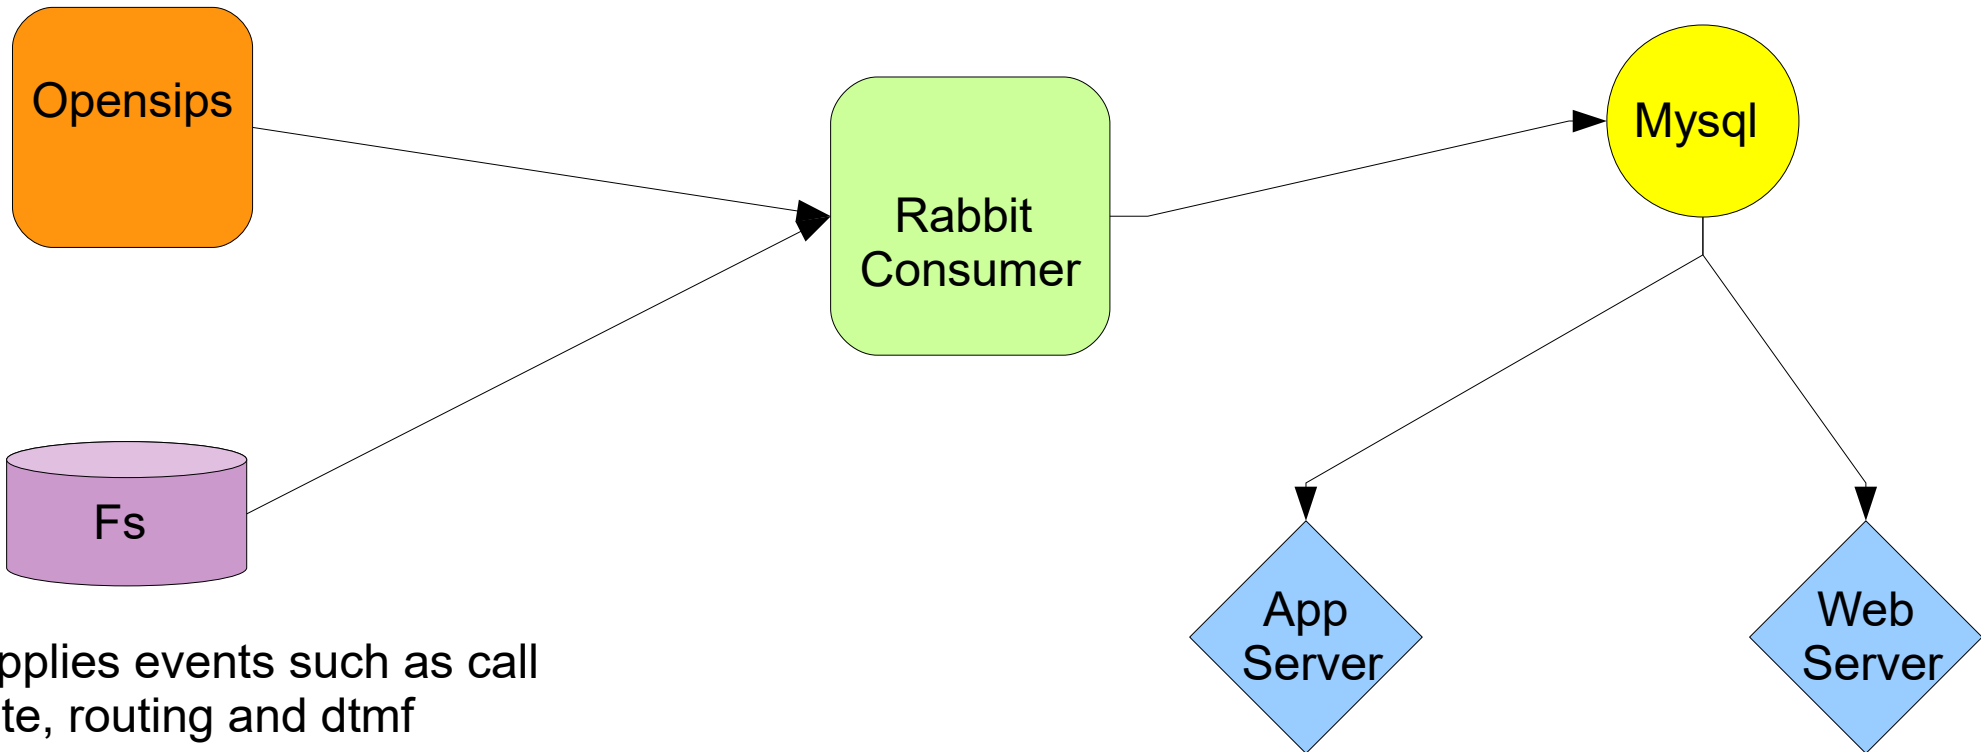 Opensips
Mysql
Rabbit
Consumer
Fs
App
Server
Web
Server
pplies events such as call
te, routing and dtmf